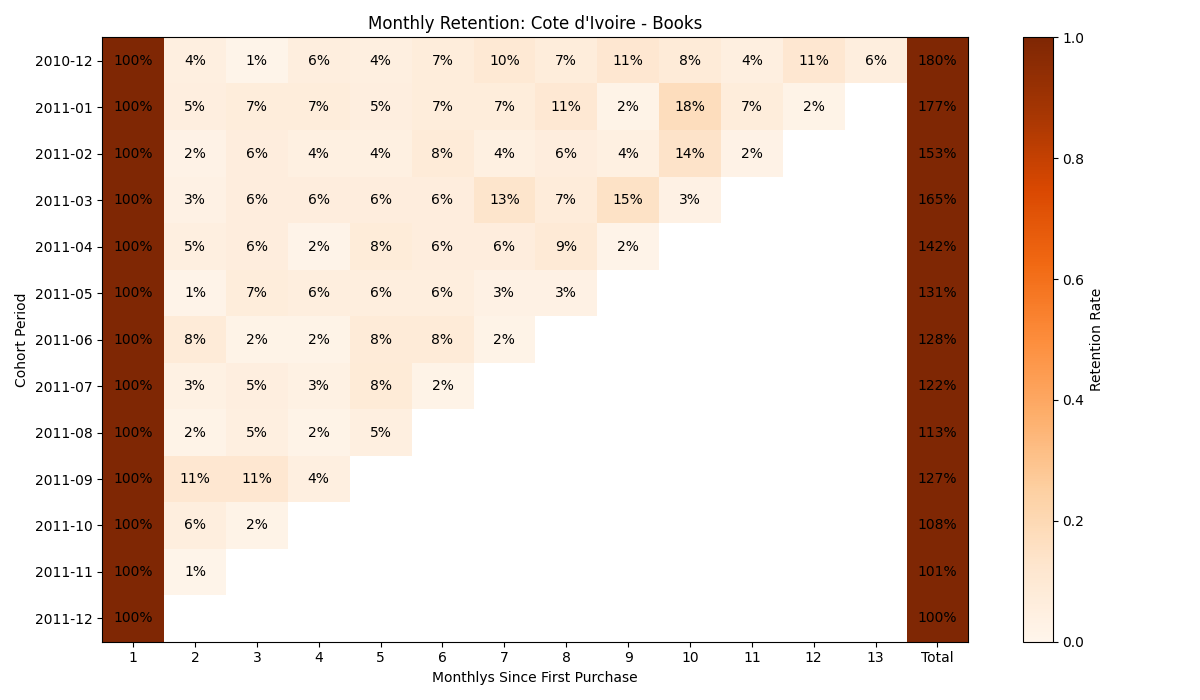 Monthly Retention: Cote d'Ivoire - Books
Cohort Period
2010-12 100% 4% 1% 6% 4% 7% 10% 7% 11% 8% 4% 11% 6% 180%
2011-01 100% 5% 7% 7% 5% 7% 7% 11% 2% 18% 7% 2% 177%
2011-02 100% 2% 6% 4% 4% 8% 4% 6% 4% 14% 2% 153%
2011-03 100% 3% 6% 6% 6% 6% 13% 7% 15% 3% 165%
2011-04 100% 5% 6% 2% 8% 6% 6% 9% 2% 142%
2011-05 100% 1% 7% 6% 6% 6% 3% 3% 131%
2011-06 100% 8% 2% 2% 8% 8% 2% 128%
2011-07 100% 3% 5% 3% 8% 2% 122%
2011-08 100% 2% 5% 2% 5% 113%
2011-09 100% 11% 11% 4% 127%
2011-10 100% 6% 2% 108%
2011-11 100% 1% 101%
2011-12 100% 100%
1 2 3 4 5 6 7 8 9 10 11 12 13 Total
Monthlys Since First Purchase
1.0
0.8
0.6
0.4
0.2
0.0
Retention Rate